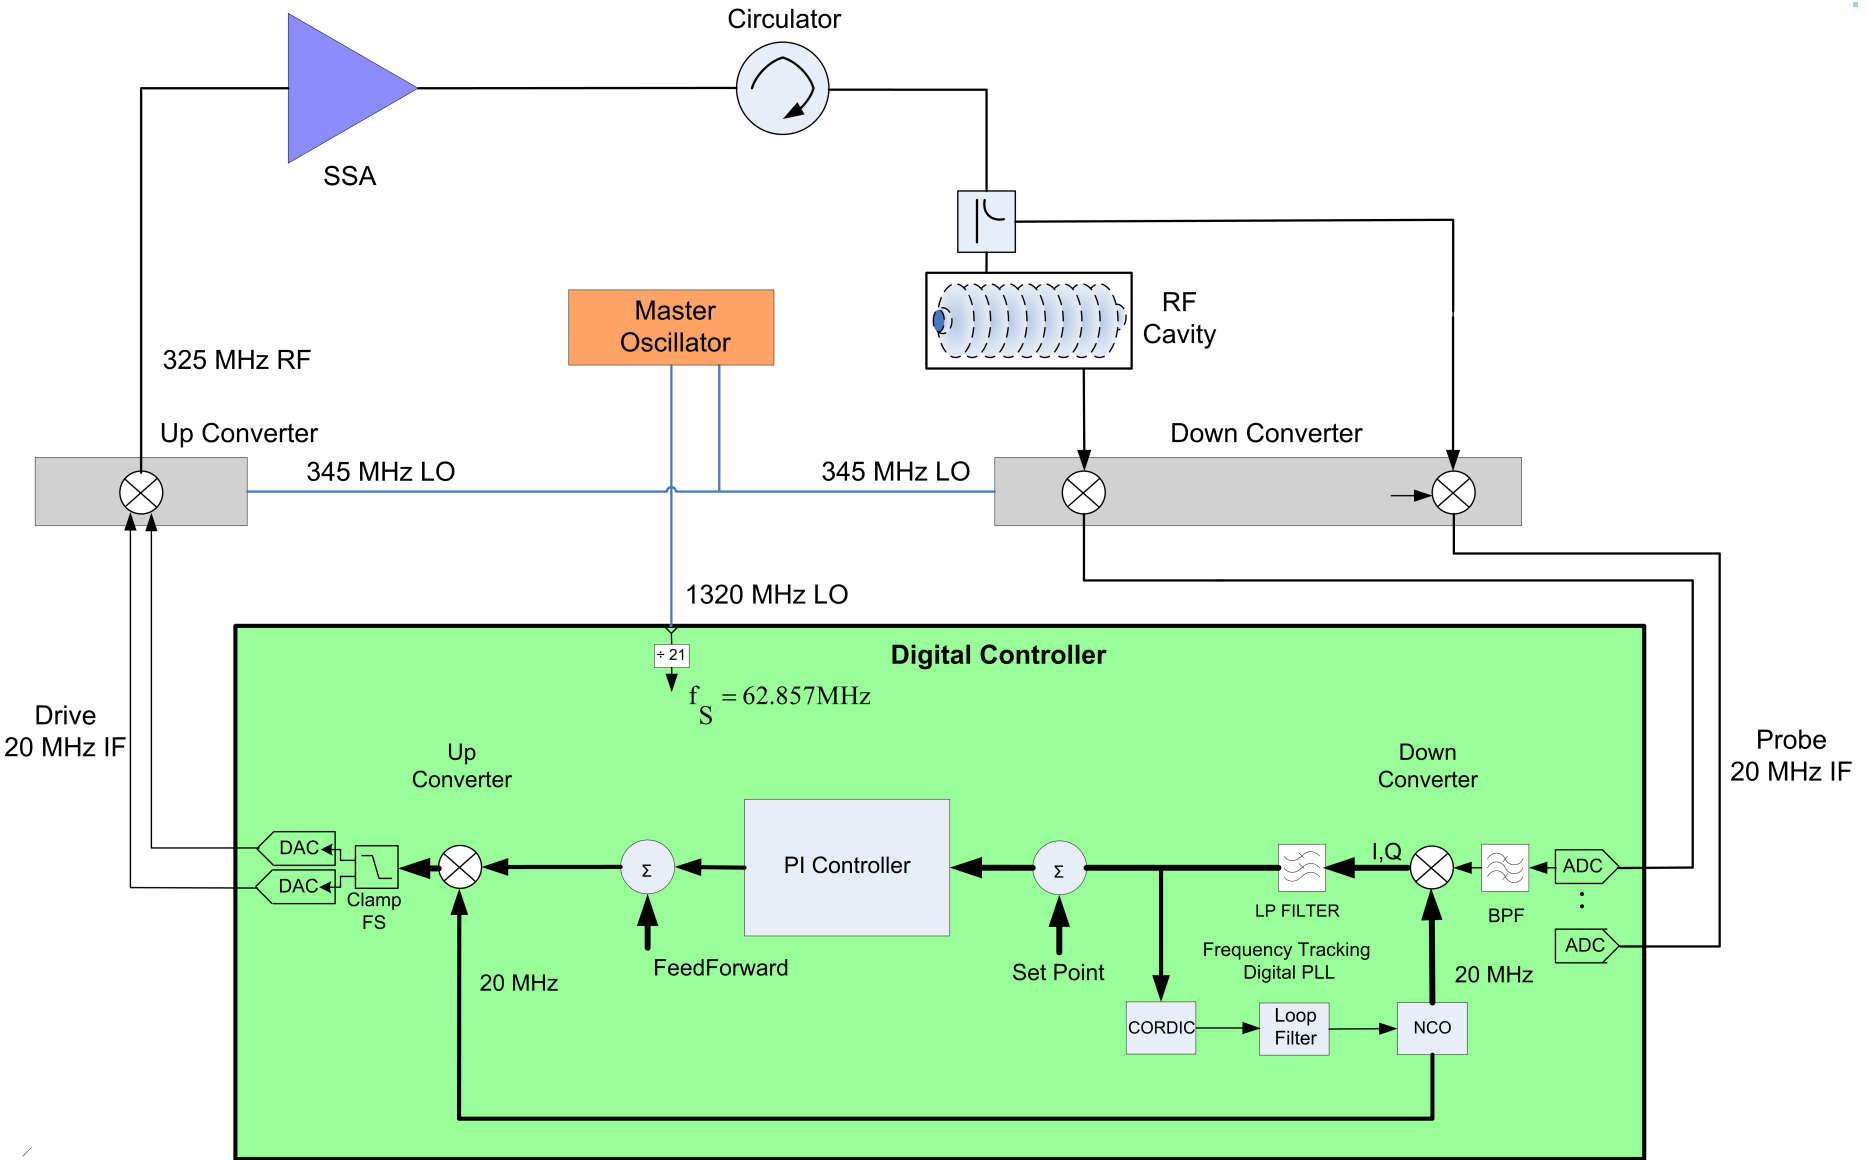 Circulator
SSA
Master
Oscillator
RF
Cavity
325 MHz RF
Up Converter
Down Converter
345 MHz LO
345 MHz LO
1320 MHz LO
÷ 21
Digital Controller
f_S = 62.857MHz
Drive
20 MHz IF
Probe
20 MHz IF
Up
Converter
Down
Converter
DAC
DAC
Clamp
FS
Σ
PI Controller
Σ
I,Q
LP FILTER
BPF
ADC
ADC
FeedForward
Set Point
Frequency Tracking
Digital PLL
20 MHz
20 MHz
CORDIC
Loop
Filter
NCO